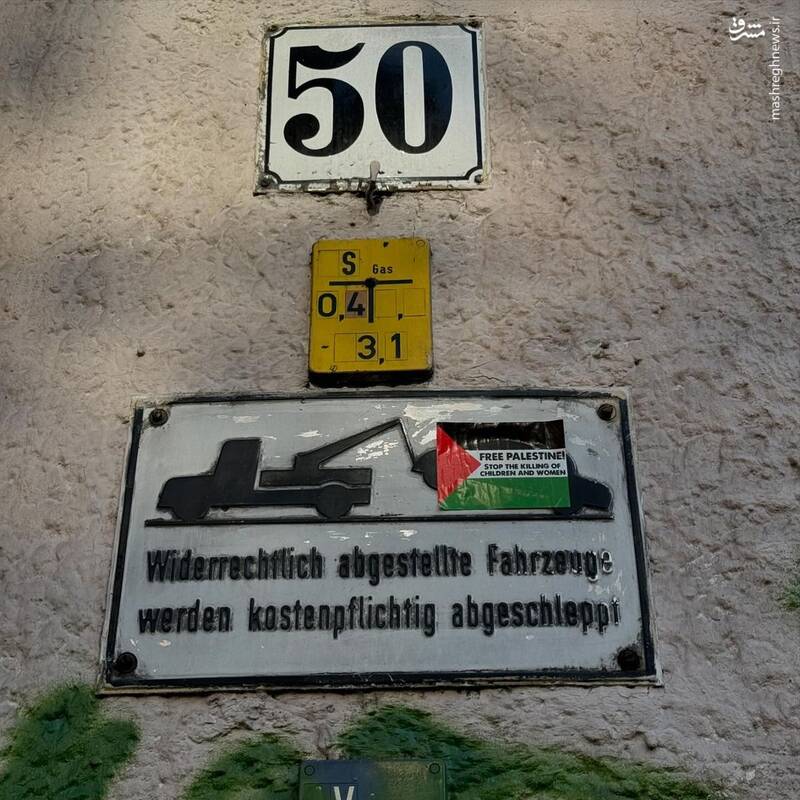 مشرق
mashreghnews.ir
50
S Gas
0,4 ,
- 3,1
FREE PALESTINE!
STOP THE KILLING OF
CHILDREN AND WOMEN
Widerrechtlich abgestellte Fahrzeuge
werden kostenpflichtig abgeschleppt
V